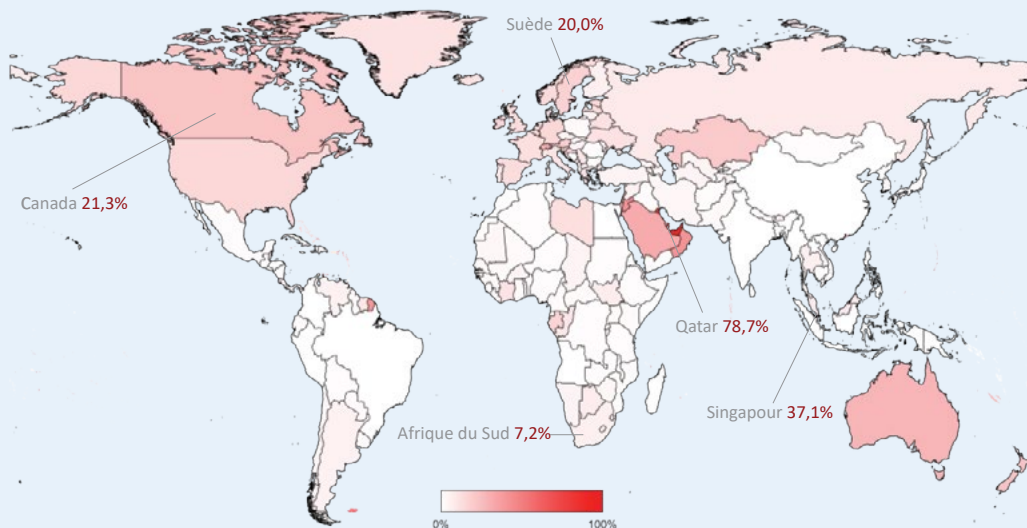 Suède 20,0%
Canada 21,3%
Qatar 78,7%
Singapour 37,1%
Afrique du Sud 7,2%
0%
100%